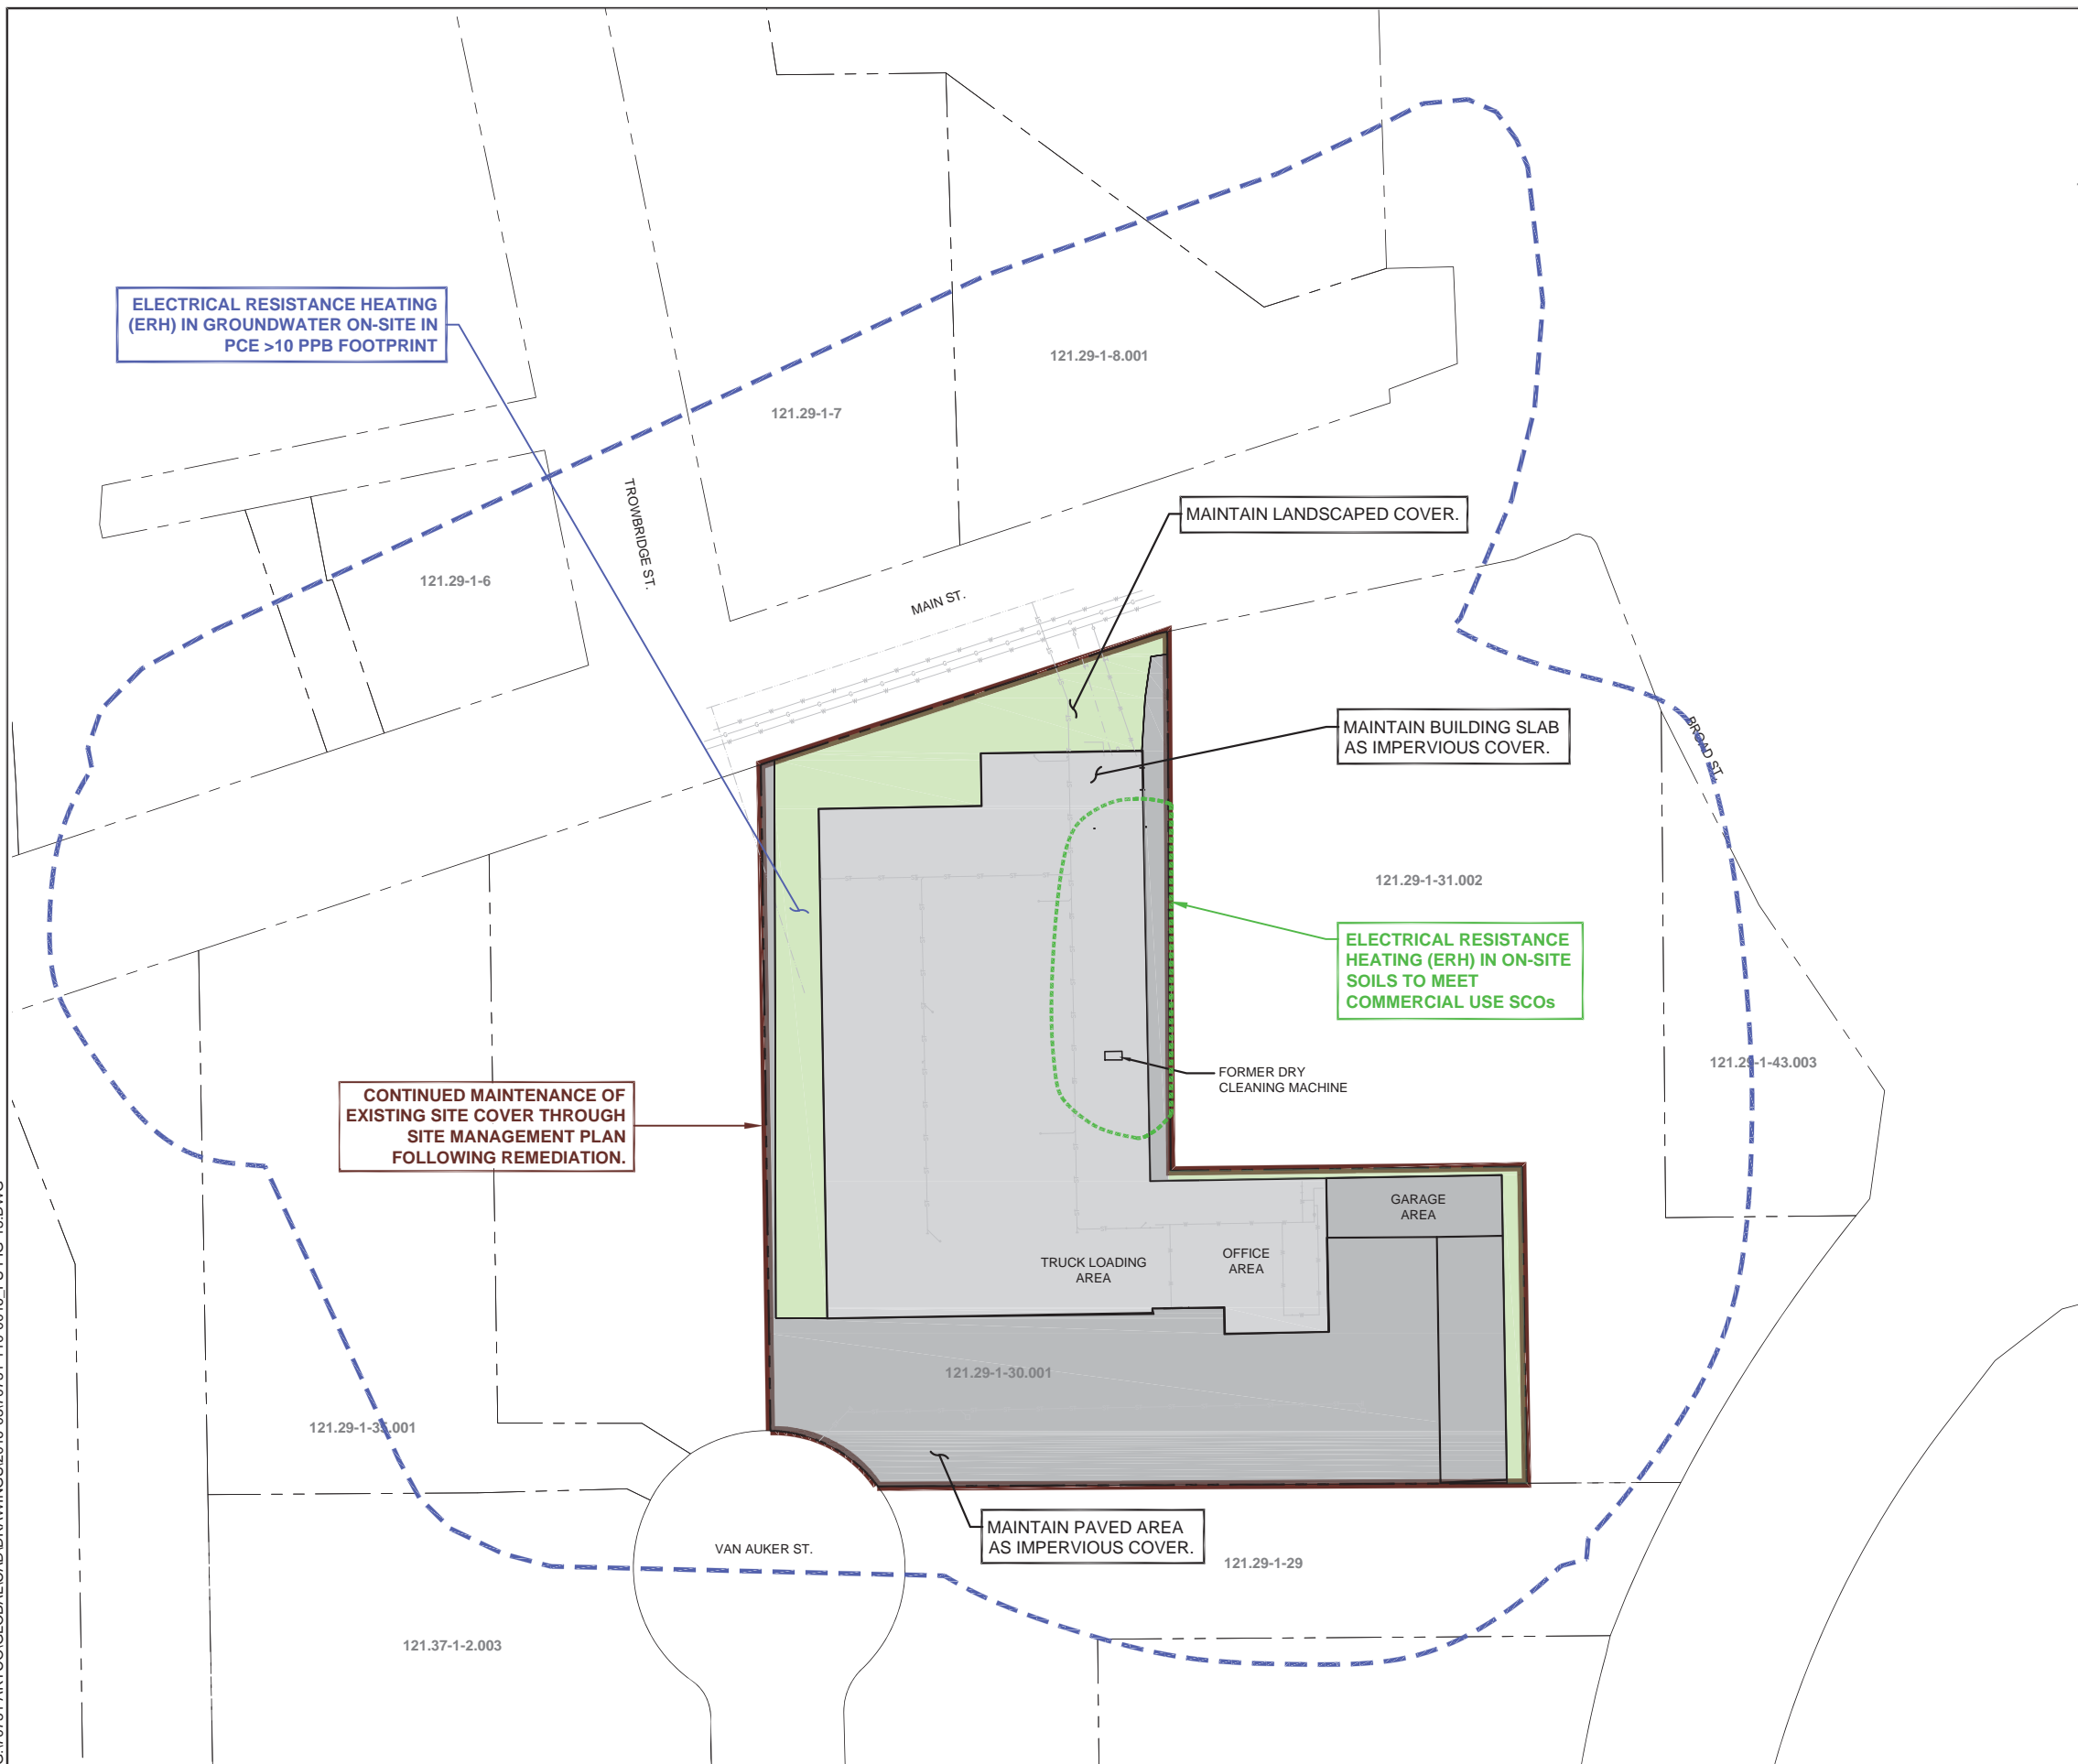 ELECTRICAL RESISTANCE HEATING
(ERH) IN GROUNDWATER ON-SITE IN
PCE >10 PPB FOOTPRINT
121.29-1-8.001
121.29-1-7
TROWBRIDGE ST.
MAINTAIN LANDSCAPED COVER.
121.29-1-6
MAIN ST.
MAINTAIN BUILDING SLAB
AS IMPERVIOUS COVER.
BROAD ST.
121.29-1-31.002
ELECTRICAL RESISTANCE
HEATING (ERH) IN ON-SITE
SOILS TO MEET
COMMERCIAL USE SCOs
121.29-1-43.003
FORMER DRY
CLEANING MACHINE
CONTINUED MAINTENANCE OF
EXISTING SITE COVER THROUGH
SITE MANAGEMENT PLAN
FOLLOWING REMEDIATION.
GARAGE
AREA
TRUCK LOADING
AREA
OFFICE
AREA
121.29-1-30.001
121.29-1-35.001
MAINTAIN PAVED AREA
AS IMPERVIOUS COVER.
VAN AUKER ST.
121.29-1-29
121.37-1-2.003